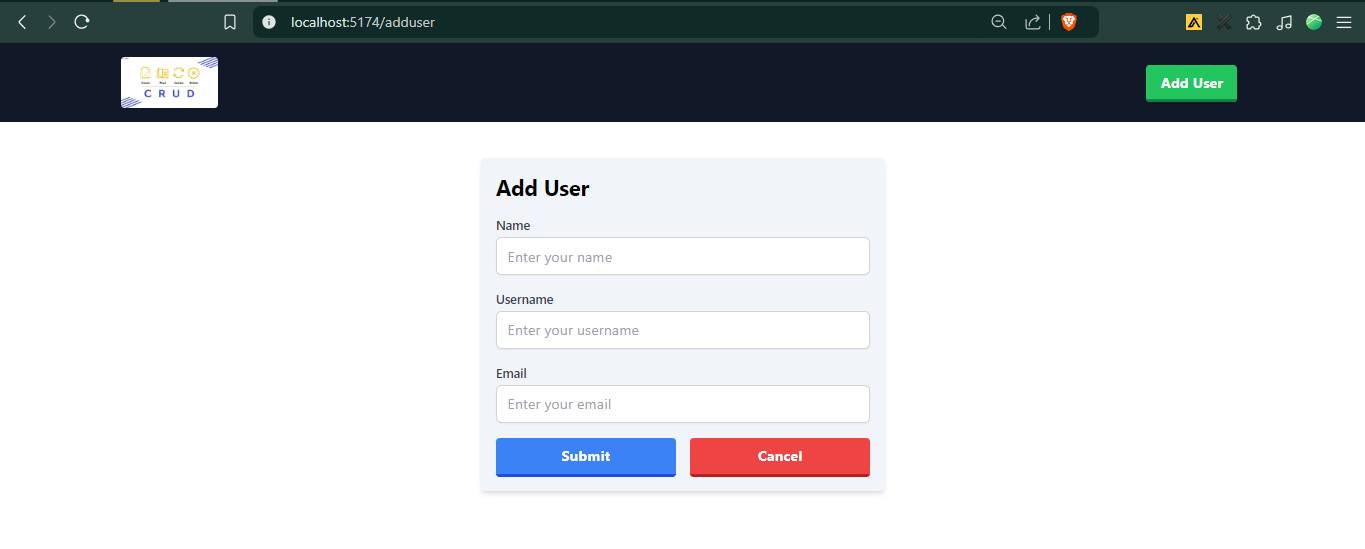 localhost:5174/adduser
C R U D
Add User
Add User
Name
Enter your name
Username
Enter your username
Email
Enter your email
Submit
Cancel